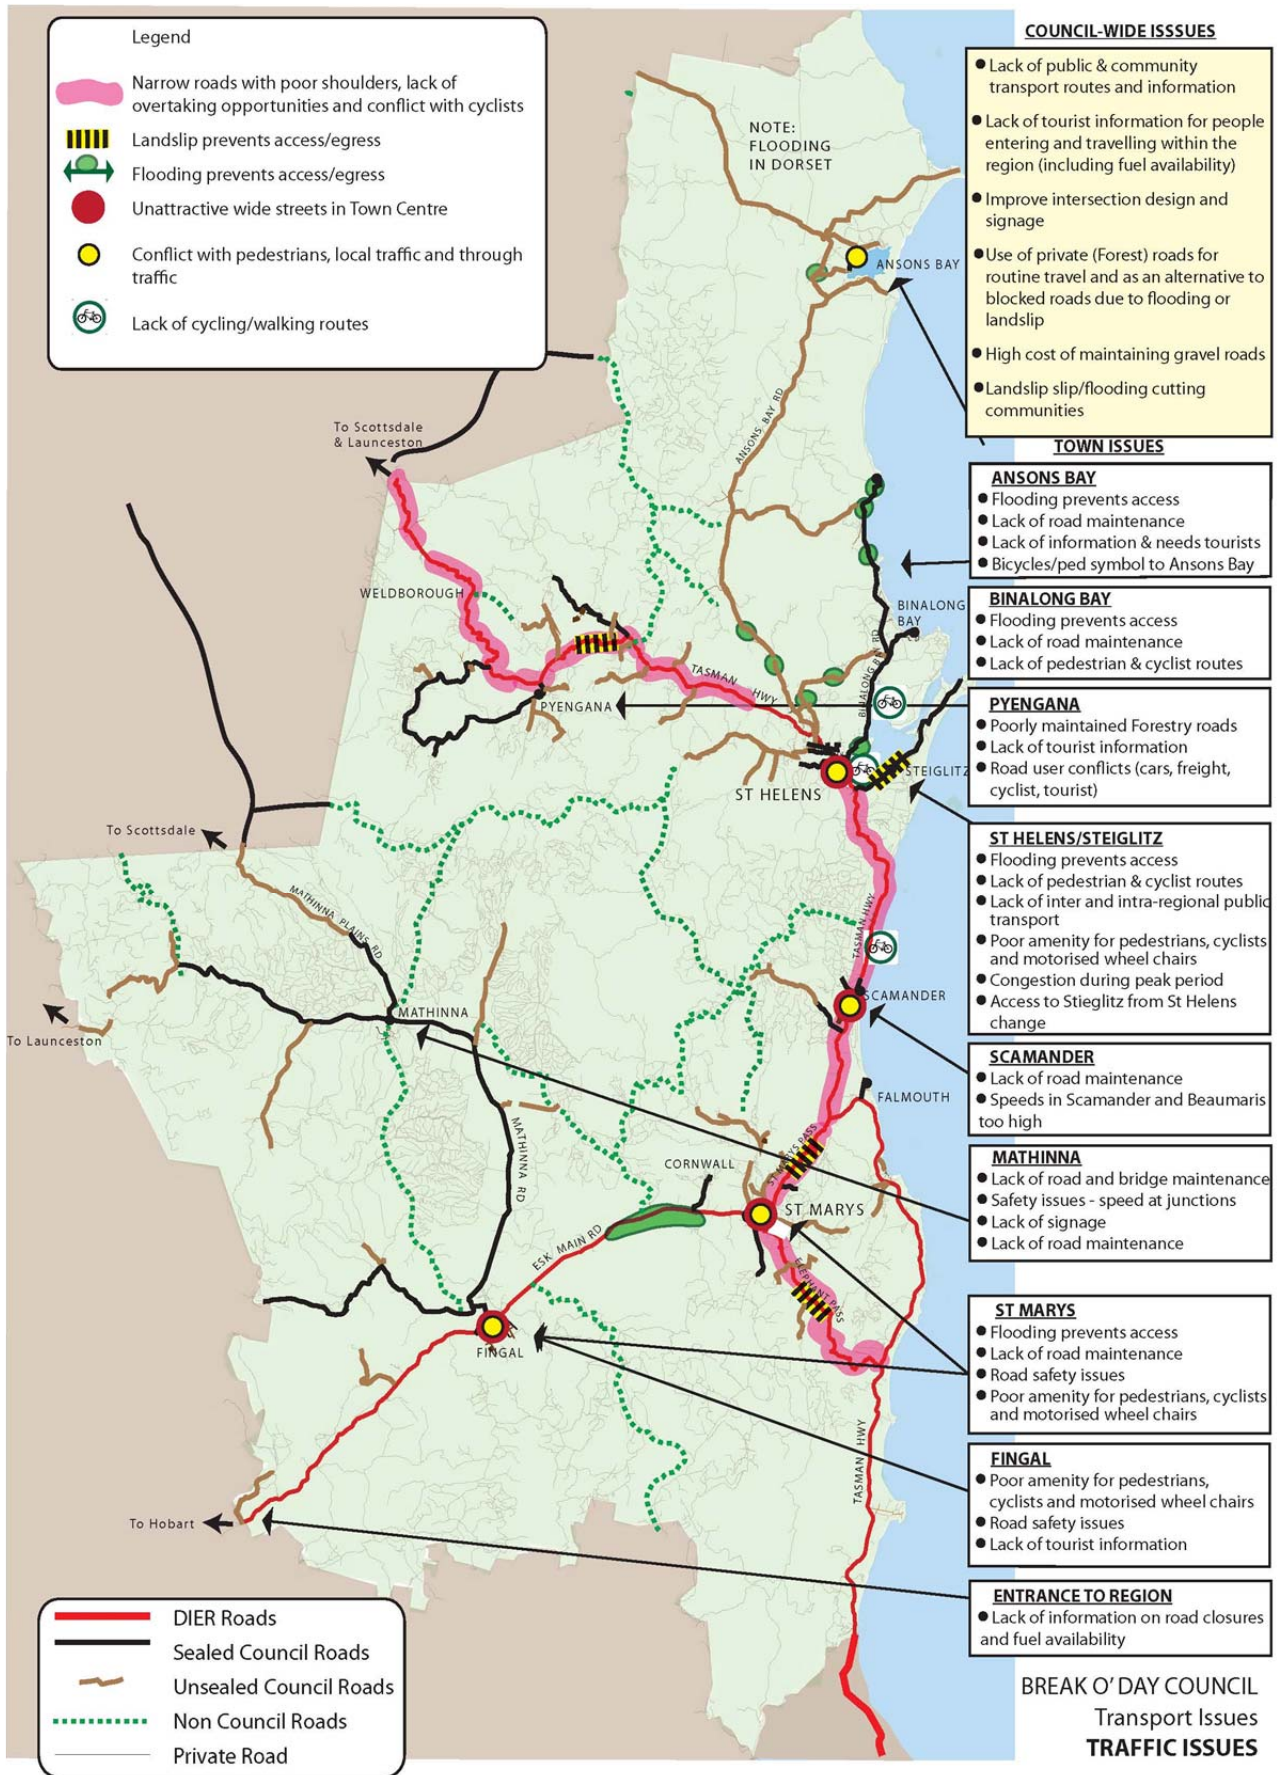 Legend
Narrow roads with poor shoulders, lack of
overtaking opportunities and conflict with cyclists
Landslip prevents access/egress
Flooding prevents access/egress
Unattractive wide streets in Town Centre
Conflict with pedestrians, local traffic and through
traffic
Lack of cycling/walking routes
NOTE:
FLOODING
IN DORSET
ANSONS BAY
ANSONS BAY RD
To Scottsdale
& Launceston
WELDBOROUGH
BINALONG
BAY
BINALONG BAY RD
TASMAN HWY
PYENGANA
STEIGLITZ
ST HELENS
To Scottsdale
MATHINNA PLAINS RD
TASMAN HWY
SCAMANDER
MATHINNA
To Launceston
FALMOUTH
MATHINNA RD
ST MARYS PASS
CORNWALL
ST MARYS
ESK MAIN RD
ELEPHANT PASS
FINGAL
TASMAN HWY
To Hobart
DIER Roads
Sealed Council Roads
Unsealed Council Roads
Non Council Roads
Private Road
COUNCIL-WIDE ISSSUES
● Lack of public & community
transport routes and information
● Lack of tourist information for people
entering and travelling within the
region (including fuel availability)
● Improve intersection design and
signage
● Use of private (Forest) roads for
routine travel and as an alternative to
blocked roads due to flooding or
landslip
● High cost of maintaining gravel roads
● Landslip slip/flooding cutting
communities
TOWN ISSUES
ANSONS BAY
● Flooding prevents access
● Lack of road maintenance
● Lack of information & needs tourists
● Bicycles/ped symbol to Ansons Bay
BINALONG BAY
● Flooding prevents access
● Lack of road maintenance
● Lack of pedestrian & cyclist routes
PYENGANA
● Poorly maintained Forestry roads
● Lack of tourist information
● Road user conflicts (cars, freight,
cyclist, tourist)
ST HELENS/STEIGLITZ
● Flooding prevents access
● Lack of pedestrian & cyclist routes
● Lack of inter and intra-regional public
transport
● Poor amenity for pedestrians, cyclists
and motorised wheel chairs
● Congestion during peak period
● Access to Stieglitz from St Helens
change
SCAMANDER
● Lack of road maintenance
● Speeds in Scamander and Beaumaris
too high
MATHINNA
● Lack of road and bridge maintenance
● Safety issues - speed at junctions
● Lack of signage
● Lack of road maintenance
ST MARYS
● Flooding prevents access
● Lack of road maintenance
● Road safety issues
● Poor amenity for pedestrians, cyclists
and motorised wheel chairs
FINGAL
● Poor amenity for pedestrians,
cyclists and motorised wheel chairs
● Road safety issues
● Lack of tourist information
ENTRANCE TO REGION
● Lack of information on road closures
and fuel availability
BREAK O' DAY COUNCIL
Transport Issues
TRAFFIC ISSUES